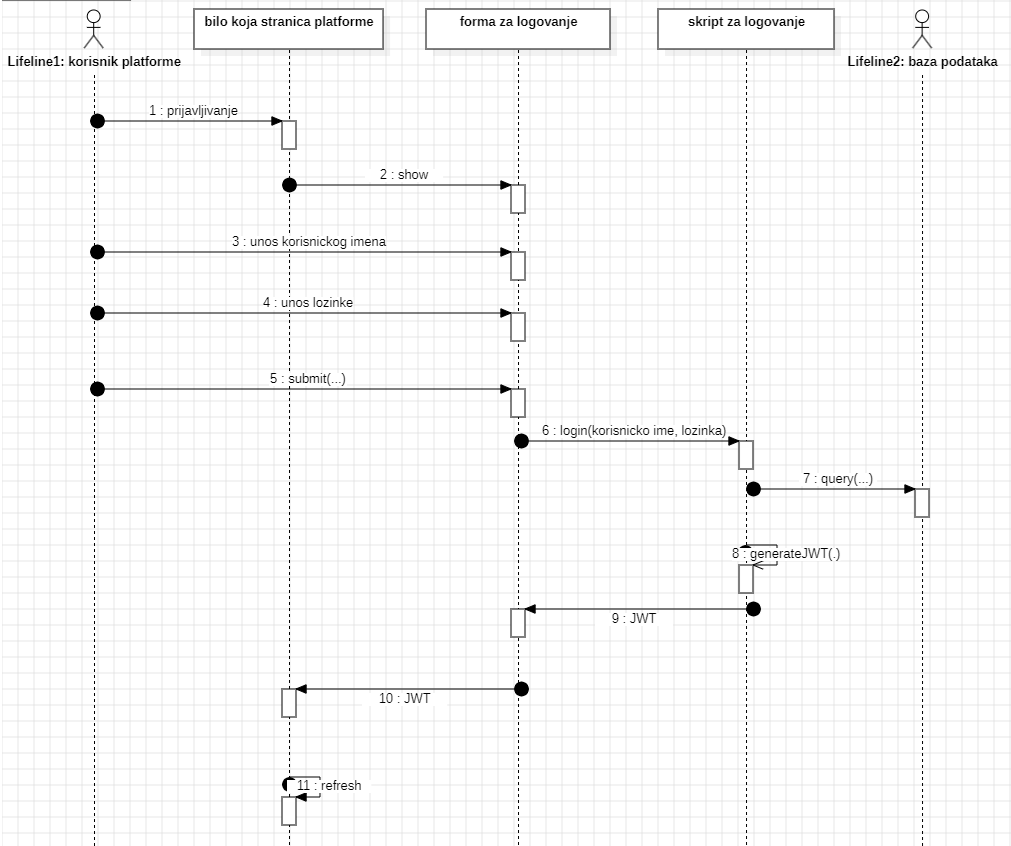 bilo koja stranica platforme
forma za logovanje
skript za logovanje
Lifeline1: korisnik platforme
Lifeline2: baza podataka
1 : prijavljivanje
2 : show
3 : unos korisnickog imena
4 : unos lozinke
5 : submit(...)
6 : login(korisnicko ime, lozinka)
7 : query(...)
8 : generateJWT(.)
9 : JWT
10 : JWT
11 : refresh